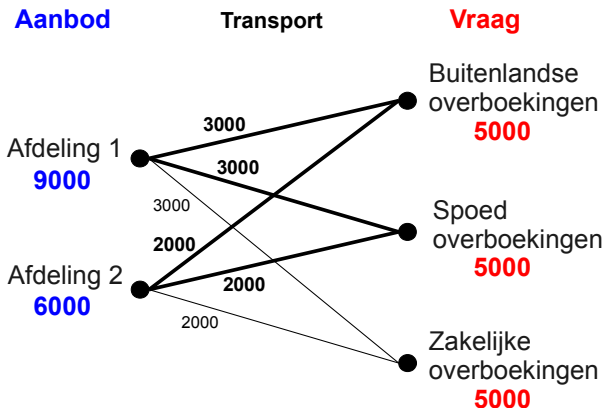 Aanbod
Transport
Vraag
Buitenlandse
overboekingen
5000
3000
Afdeling 1
9000
3000
3000
Spoed
overboekingen
5000
2000
Afdeling 2
6000
2000
2000
Zakelijke
overboekingen
5000